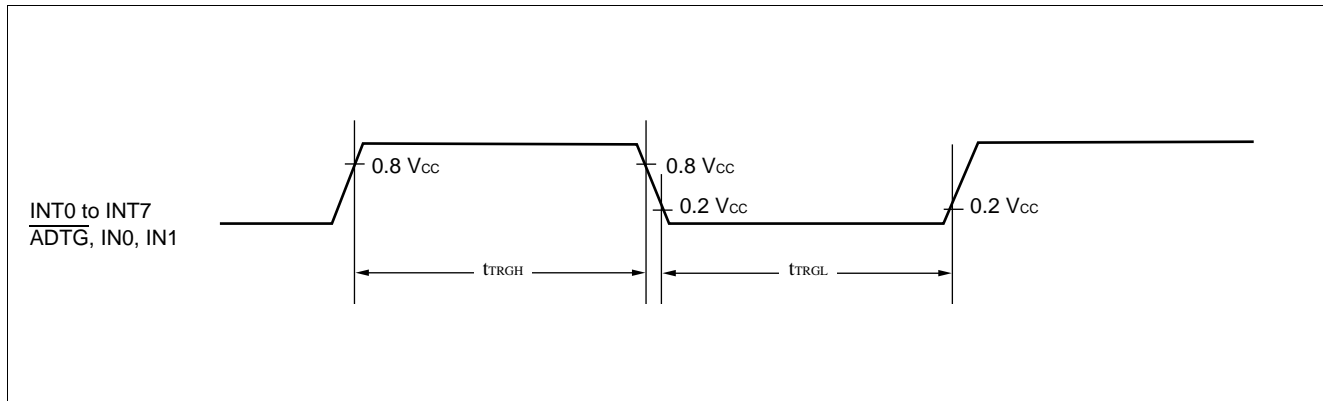 0.8 VCC
0.8 VCC
0.2 VCC
0.2 VCC
INT0 to INT7
ADTG, IN0, IN1
tTRGH
tTRGL